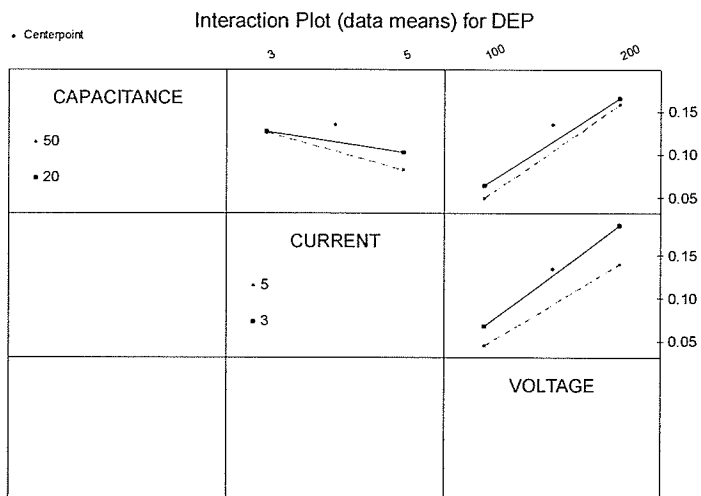 Interaction Plot (data means) for DEP
• Centerpoint
3 5 100 200
CAPACITANCE
50
20
0.15
0.10
0.05
CURRENT
5
3
0.15
0.10
0.05
VOLTAGE